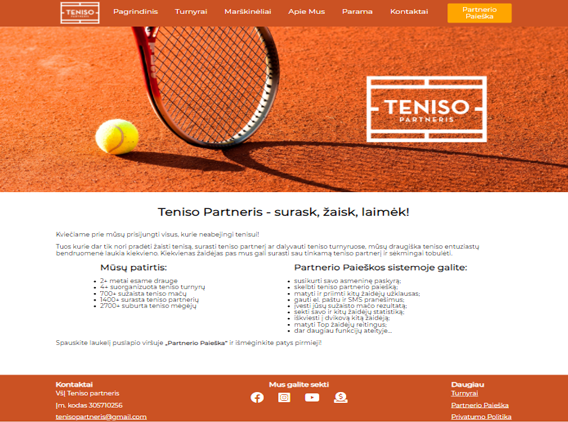 TENISO
PARTNERIS
Pagrindinis Turnyrai Marškinėliai Apie Mus Parama Kontaktai
Partnerio
Paieška
TENISO
PARTNERIS
Teniso Partneris - surask, žaisk, laimėk!
Kviečiame prie mūsų prisijungti visus, kurie neabejingi tenisui!
Tuos kurie dar tik nori pradėti žaisti tenisą, surasti teniso partnerį ar dalyvauti teniso turnyruose, mūsų draugiška teniso entuziastų
bendruomenė laukia kiekvieno. Kiekvienas žaidėjas pas mus gali surasti sau tinkamą teniso partnerį ir sėkmingai tobulėti.
Mūsų patirtis:
2+ metai esame drauge
4+ suorganizuota teniso turnyrų
700+ sužaista teniso mačų
1400+ surasta teniso partnerių
2700+ suburta teniso mėgėjų
Partnerio Paieškos sistemoje galite:
susikurti savo asmeninę paskyrą;
skelbti teniso partnerio paiešką;
matyti ir priimti kitų žaidėjų užklausas;
gauti el. paštu ir SMS pranešimus;
įvesti jūsų sužaisto mačo rezultatą;
sekti savo ir kitų žaidėjų statistiką;
iškviesti į dvikovą kitą žaidėją;
matyti Top žaidėjų reitingus;
dar daugiau funkcijų ateityje...
Spauskite laukelį puslapio viršuje „Partnerio Paieška“ ir išmėginkite patys pirmieji!
Kontaktai
VšĮ Teniso partneris
Įm. kodas 305710256
tenisopartneris@gmail.com
Mus galite sekti
Daugiau
Turnyrai
Partnerio Paieška
Privatumo Politika